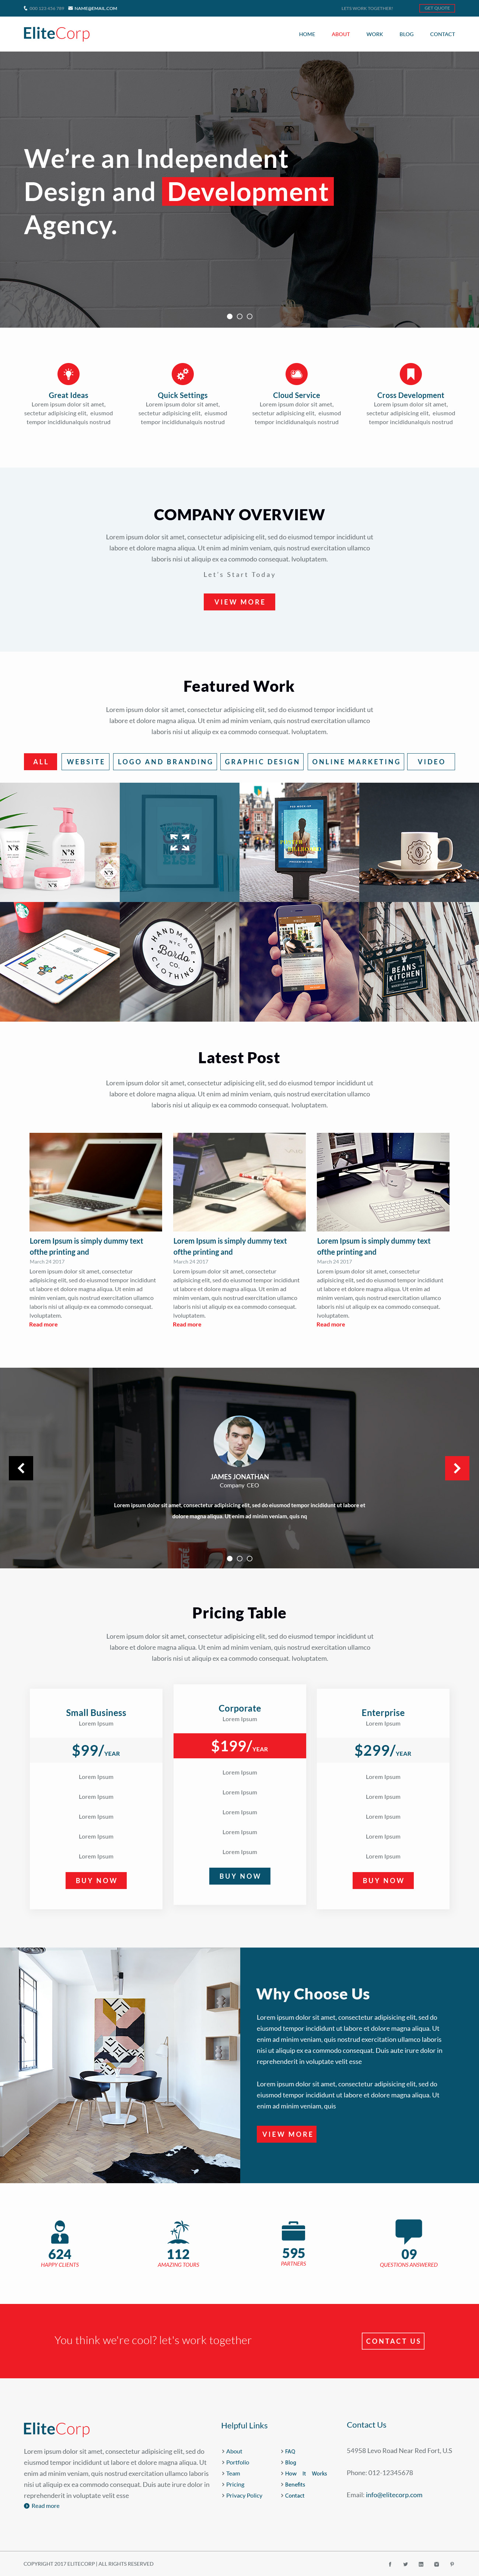 000 123 456 789 NAME@EMAIL.COM LETS WORK TOGETHER! GET QUOTE
EliteCorp HOME ABOUT WORK BLOG CONTACT
We're an Independent
Design and Development
Agency.
Great Ideas
Lorem ipsum dolor sit amet,
sectetur adipisicing elit, eiusmod
tempor incididunt aliquis nostrud
Quick Settings
Lorem ipsum dolor sit amet,
sectetur adipisicing elit, eiusmod
tempor incididunt aliquis nostrud
Cloud Service
Lorem ipsum dolor sit amet,
sectetur adipisicing elit, eiusmod
tempor incididunt aliquis nostrud
Cross Development
Lorem ipsum dolor sit amet,
sectetur adipisicing elit, eiusmod
tempor incididunt aliquis nostrud
COMPANY OVERVIEW
Lorem ipsum dolor sit amet, consectetur adipisicing elit, sed do eiusmod tempor incididunt ut
labore et dolore magna aliqua. Ut enim ad minim veniam, quis nostrud exercitation ullamco
laboris nisi ut aliquip ex ea commodo consequat. lvoluptatem.
Let's Start Today
VIEW MORE
Featured Work
Lorem ipsum dolor sit amet, consectetur adipisicing elit, sed do eiusmod tempor incididunt ut
labore et dolore magna aliqua. Ut enim ad minim veniam, quis nostrud exercitation ullamco
laboris nisi ut aliquip ex ea commodo consequat. lvoluptatem.
ALL WEBSITE LOGO AND BRANDING GRAPHIC DESIGN ONLINE MARKETING VIDEO
N°8
N°8
N°8
ELSE
PRESENTATION
HANDMADE
NYC
Bordo
CO.
CLOTHING
BEANS
KITCHEN
Latest Post
Lorem ipsum dolor sit amet, consectetur adipisicing elit, sed do eiusmod tempor incididunt ut
labore et dolore magna aliqua. Ut enim ad minim veniam, quis nostrud exercitation ullamco
laboris nisi ut aliquip ex ea commodo consequat. lvoluptatem.
Lorem Ipsum is simply dummy text
ofthe printing and
March 24 2017
Lorem ipsum dolor sit amet, consectetur
adipisicing elit, sed do eiusmod tempor incididunt
ut labore et dolore magna aliqua. Ut enim ad
minim veniam, quis nostrud exercitation ullamco
laboris nisi ut aliquip ex ea commodo consequat.
lvoluptatem.
Read more
Lorem Ipsum is simply dummy text
ofthe printing and
March 24 2017
Lorem ipsum dolor sit amet, consectetur
adipisicing elit, sed do eiusmod tempor incididunt
ut labore et dolore magna aliqua. Ut enim ad
minim veniam, quis nostrud exercitation ullamco
laboris nisi ut aliquip ex ea commodo consequat.
lvoluptatem.
Read more
Lorem Ipsum is simply dummy text
ofthe printing and
March 24 2017
Lorem ipsum dolor sit amet, consectetur
adipisicing elit, sed do eiusmod tempor incididunt
ut labore et dolore magna aliqua. Ut enim ad
minim veniam, quis nostrud exercitation ullamco
laboris nisi ut aliquip ex ea commodo consequat.
lvoluptatem.
Read more
JAMES JONATHAN
Company CEO
Lorem ipsum dolor sit amet, consectetur adipisicing elit, sed do eiusmod tempor incididunt ut labore et
dolore magna aliqua. Ut enim ad minim veniam, quis nq
Pricing Table
Lorem ipsum dolor sit amet, consectetur adipisicing elit, sed do eiusmod tempor incididunt ut
labore et dolore magna aliqua. Ut enim ad minim veniam, quis nostrud exercitation ullamco
laboris nisi ut aliquip ex ea commodo consequat. lvoluptatem.
Small Business
Lorem Ipsum
$99/YEAR
Lorem Ipsum
Lorem Ipsum
Lorem Ipsum
Lorem Ipsum
Lorem Ipsum
BUY NOW
Corporate
Lorem Ipsum
$199/YEAR
Lorem Ipsum
Lorem Ipsum
Lorem Ipsum
Lorem Ipsum
Lorem Ipsum
BUY NOW
Enterprise
Lorem Ipsum
$299/YEAR
Lorem Ipsum
Lorem Ipsum
Lorem Ipsum
Lorem Ipsum
Lorem Ipsum
BUY NOW
Why Choose Us
Lorem ipsum dolor sit amet, consectetur adipisicing elit, sed do
eiusmod tempor incididunt ut labore et dolore magna aliqua. Ut
enim ad minim veniam, quis nostrud exercitation ullamco laboris
nisi ut aliquip ex ea commodo consequat. Duis aute irure dolor in
reprehenderit in voluptate velit esse
Lorem ipsum dolor sit amet, consectetur adipisicing elit, sed do
eiusmod tempor incididunt ut labore et dolore magna aliqua. Ut
enim ad minim veniam, quis
VIEW MORE
624
HAPPY CLIENTS
112
AMAZING TOURS
595
PARTNERS
09
QUESTIONS ANSWERED
You think we're cool? let's work together CONTACT US
EliteCorp
Lorem ipsum dolor sit amet, consectetur adipisicing elit, sed do
eiusmod tempor incididunt ut labore et dolore magna aliqua. Ut
enim ad minim veniam, quis nostrud exercitation ullamco laboris
nisi ut aliquip ex ea commodo consequat. Duis aute irure dolor in
reprehenderit in voluptate velit esse
Read more
Helpful Links
About
Portfolio
Team
Pricing
Privacy Policy
FAQ
Blog
How It Works
Benefits
Contact
Contact Us
54958 Levo Road Near Red Fort, U.S
Phone: 012-12345678
Email: info@elitecorp.com
COPYRIGHT 2017 ELITECORP | ALL RIGHTS RESERVED